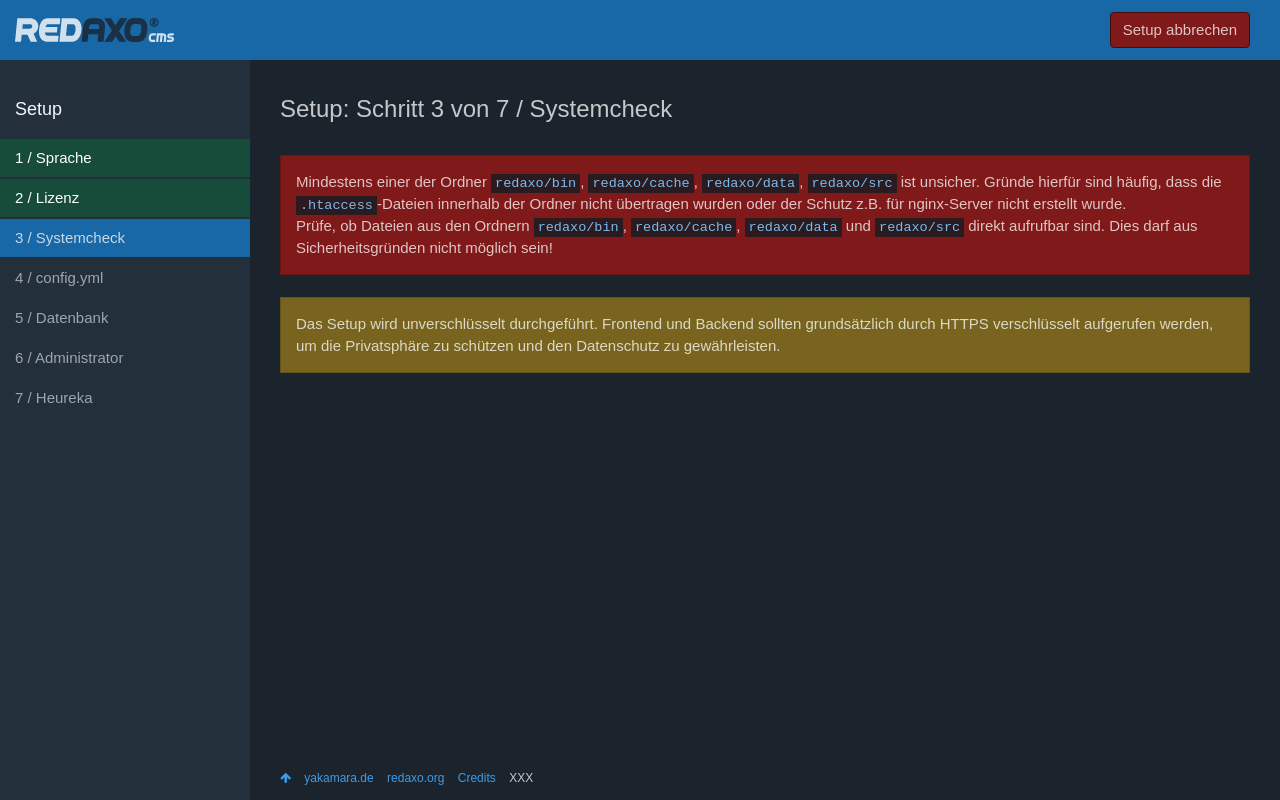 REDAXO® cms
Setup abbrechen
Setup
1 / Sprache
2 / Lizenz
3 / Systemcheck
4 / config.yml
5 / Datenbank
6 / Administrator
7 / Heureka
Setup: Schritt 3 von 7 / Systemcheck
Mindestens einer der Ordner redaxo/bin, redaxo/cache, redaxo/data, redaxo/src ist unsicher. Gründe hierfür sind häufig, dass die
.htaccess-Dateien innerhalb der Ordner nicht übertragen wurden oder der Schutz z.B. für nginx-Server nicht erstellt wurde.
Prüfe, ob Dateien aus den Ordnern redaxo/bin, redaxo/cache, redaxo/data und redaxo/src direkt aufrufbar sind. Dies darf aus
Sicherheitsgründen nicht möglich sein!
Das Setup wird unverschlüsselt durchgeführt. Frontend und Backend sollten grundsätzlich durch HTTPS verschlüsselt aufgerufen werden,
um die Privatsphäre zu schützen und den Datenschutz zu gewährleisten.
yakamara.de redaxo.org Credits XXX